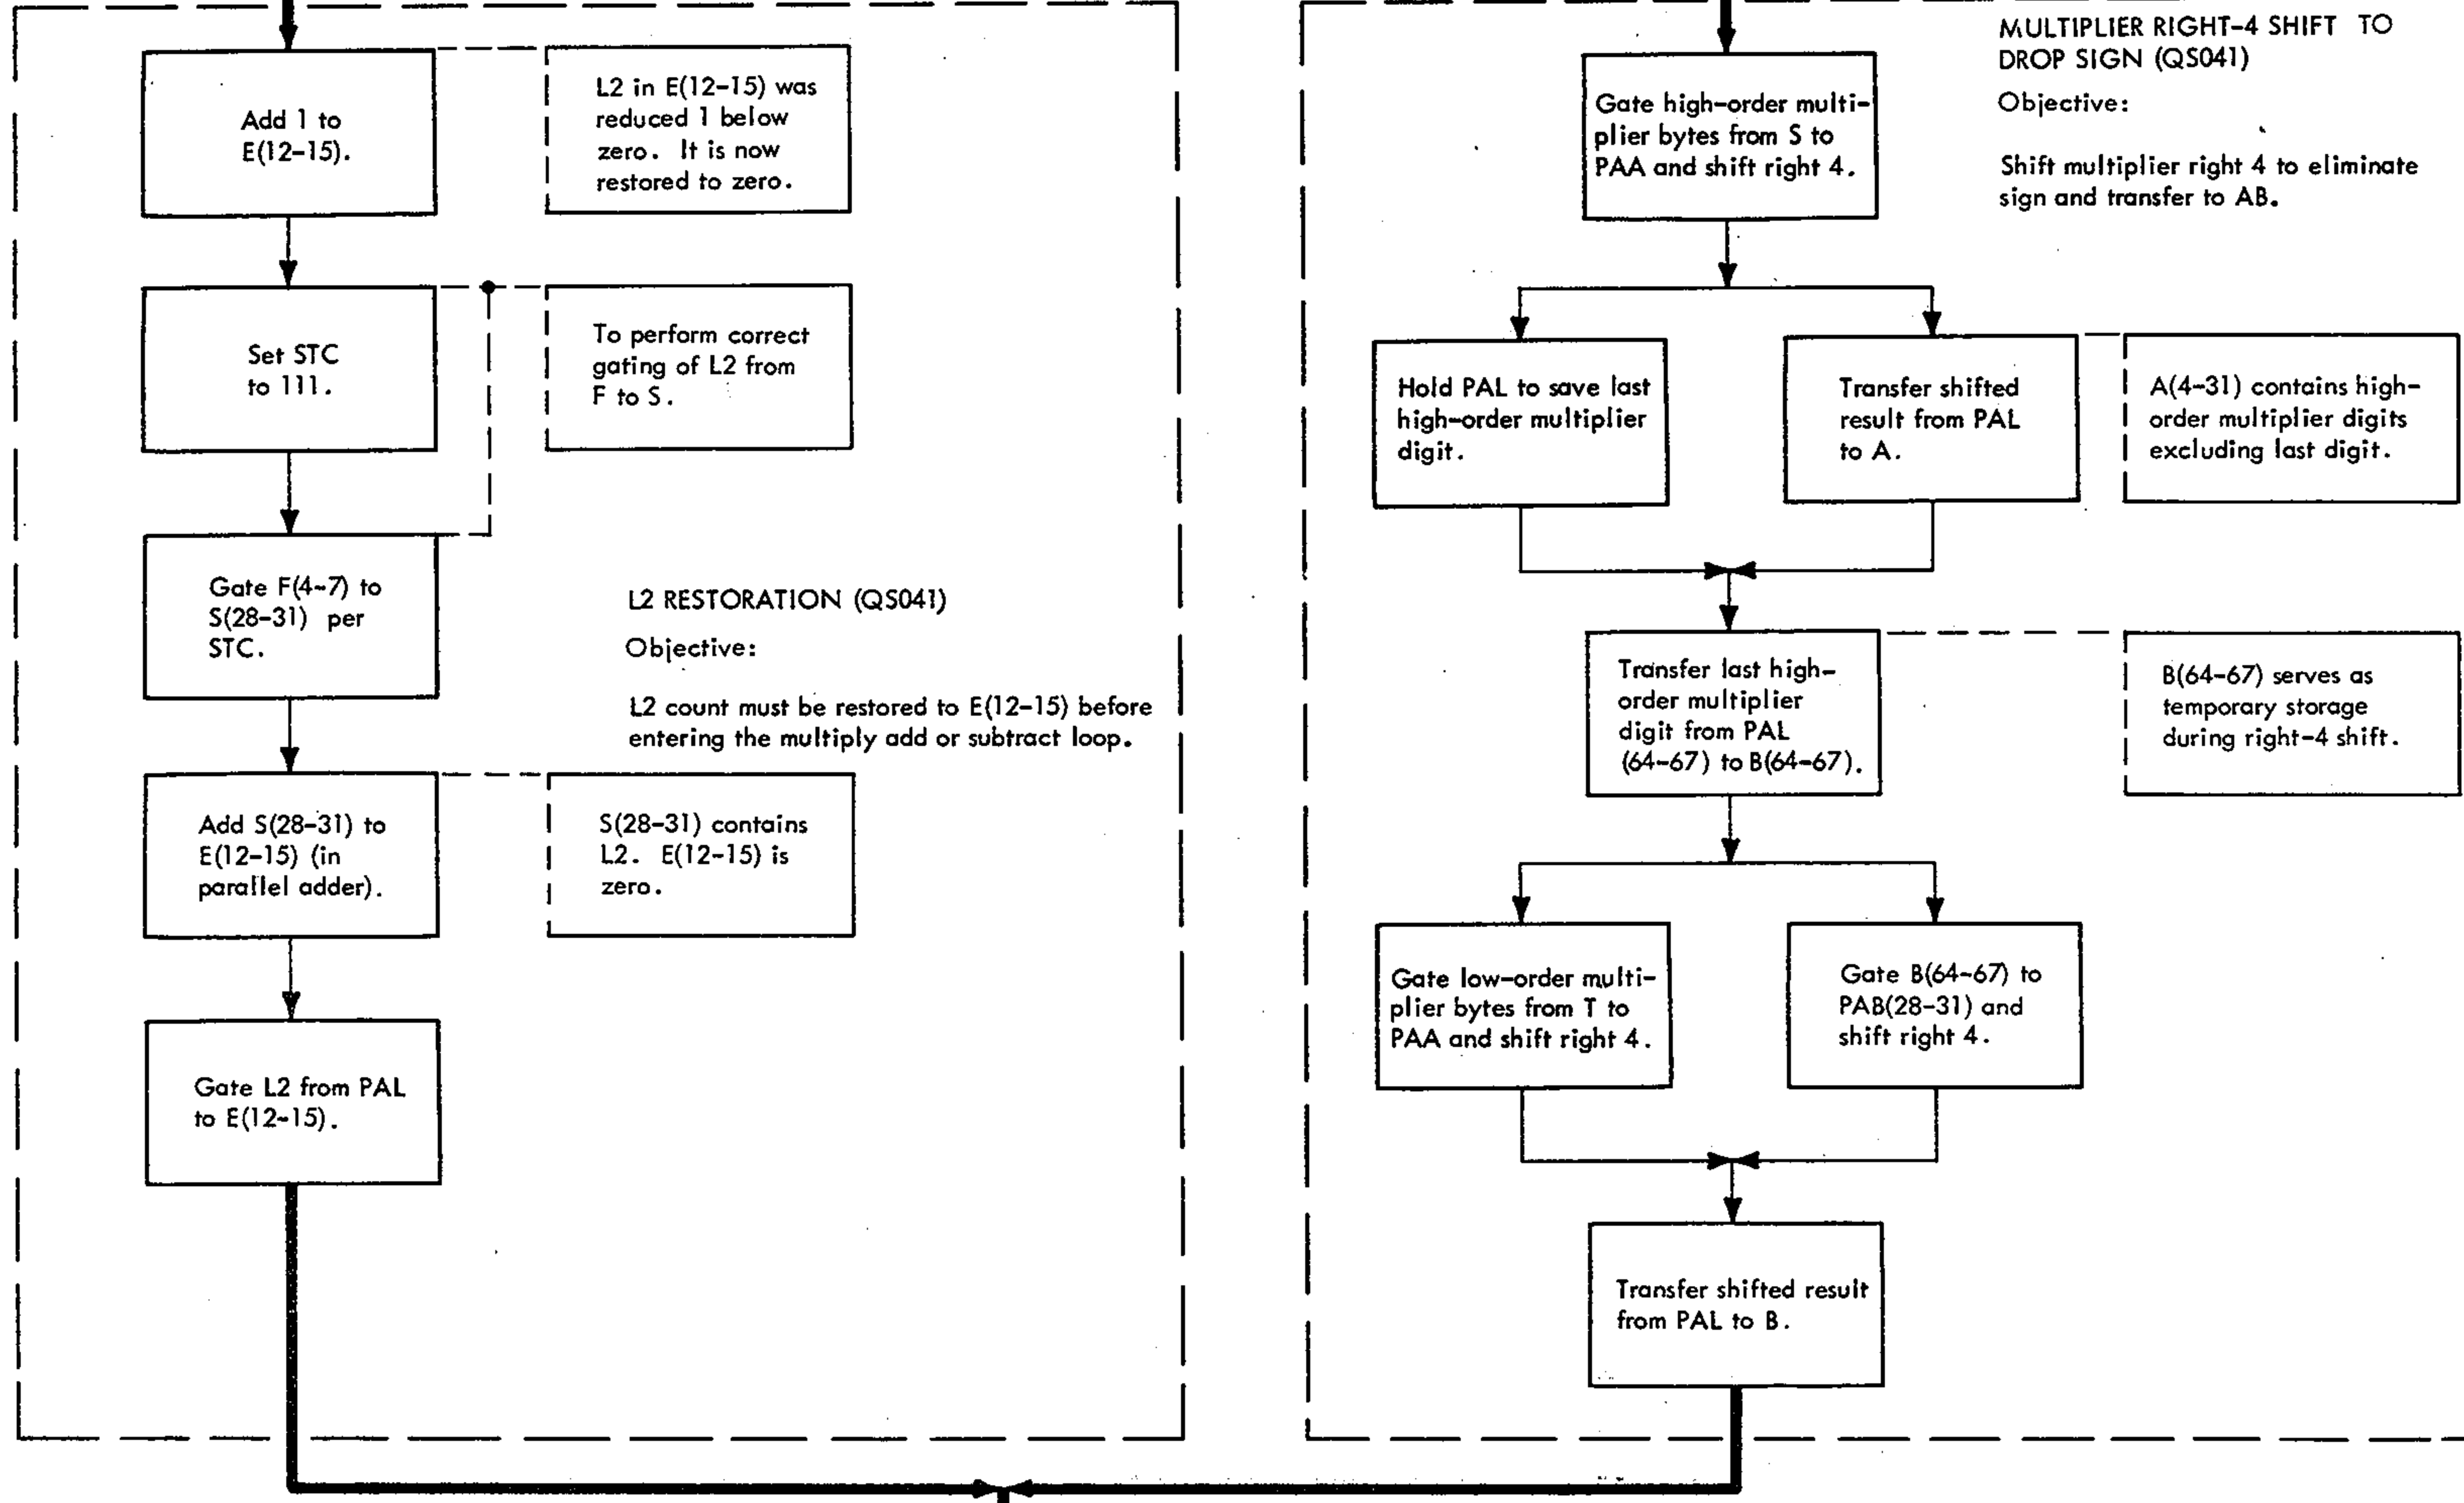 Add 1 to
E(12-15).
L2 in E(12-15) was
reduced 1 below
zero. It is now
restored to zero.
Set STC
to 111.
To perform correct
gating of L2 from
F to S.
Gate F(4-7) to
S(28-31) per
STC.
L2 RESTORATION (QS041)
Objective:
L2 count must be restored to E(12-15) before
entering the multiply add or subtract loop.
Add S(28-31) to
E(12-15) (in
parallel adder).
S(28-31) contains
L2. E(12-15) is
zero.
Gate L2 from PAL
to E(12-15).
MULTIPLIER RIGHT-4 SHIFT TO
DROP SIGN (QS041)
Objective:
Shift multiplier right 4 to eliminate
sign and transfer to AB.
Gate high-order multi-
plier bytes from S to
PAA and shift right 4.
Hold PAL to save last
high-order multiplier
digit.
Transfer shifted
result from PAL
to A.
A(4-31) contains high-
order multiplier digits
excluding last digit.
Transfer last high-
order multiplier
digit from PAL
(64-67) to B(64-67).
B(64-67) serves as
temporary storage
during right-4 shift.
Gate low-order multi-
plier bytes from T to
PAA and shift right 4.
Gate B(64-67) to
PAB(28-31) and
shift right 4.
Transfer shifted result
from PAL to B.